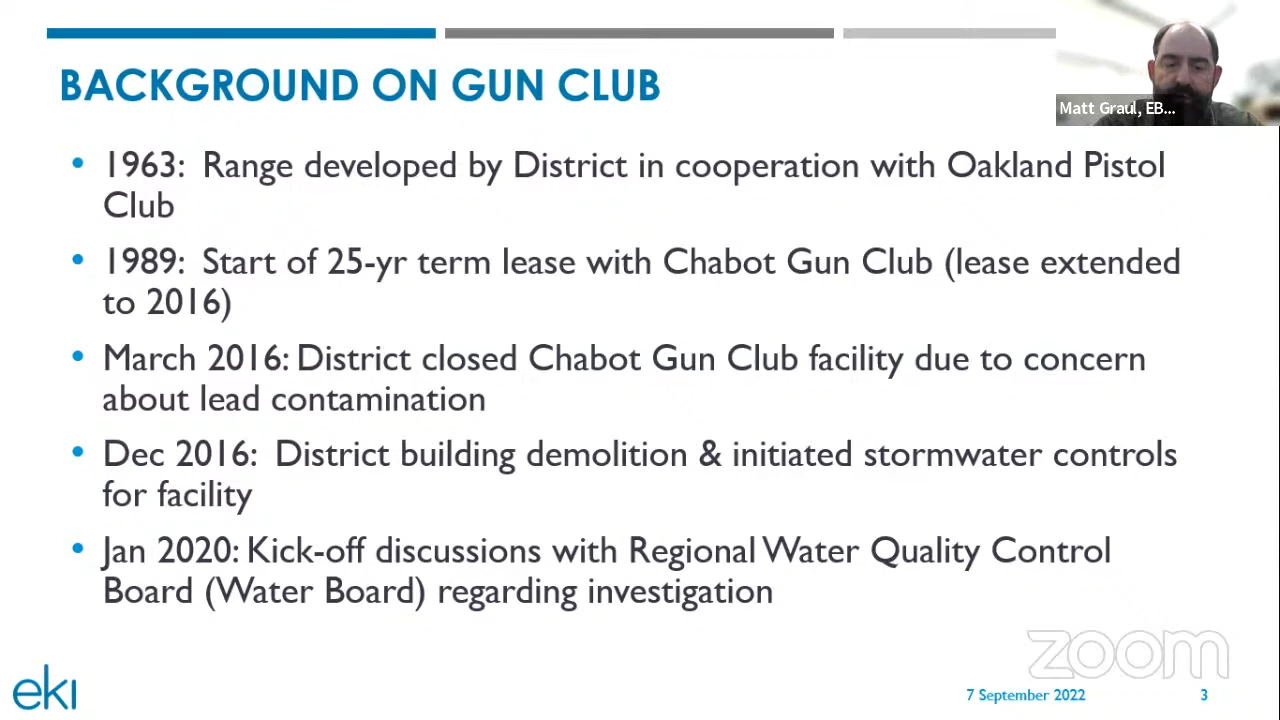 BACKGROUND ON GUN CLUB
Matt Graul, EB...
• 1963: Range developed by District in cooperation with Oakland Pistol
Club
• 1989: Start of 25-yr term lease with Chabot Gun Club (lease extended
to 2016)
• March 2016: District closed Chabot Gun Club facility due to concern
about lead contamination
• Dec 2016: District building demolition & initiated stormwater controls
for facility
• Jan 2020: Kick-off discussions with Regional Water Quality Control
Board (Water Board) regarding investigation
zoom
eki
7 September 2022 3